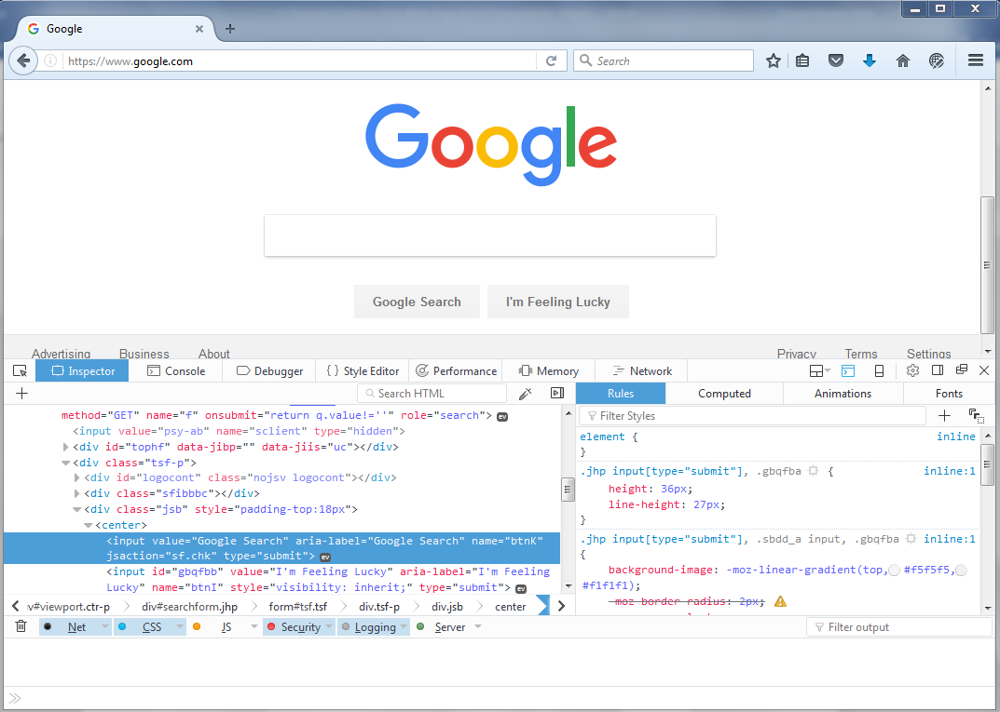 Google
https://www.google.com
Search
Google
Google Search I'm Feeling Lucky
Advertising Business About Privacy Terms Settings
Inspector Console Debugger Style Editor Performance Memory Network
Search HTML Rules Computed Animations Fonts
method="GET" name="f" onsubmit="return q.value!=''" role="search"> ev
<input value="psy-ab" name="sclient" type="hidden">
<div id="tophf" data-jibp="" data-jiis="uc"></div>
<div class="tsf-p">
<div id="logocont" class="nojsv logocont"></div>
<div class="sfibbbc"></div>
<div class="jsb" style="padding-top:18px">
<center>
<input value="Google Search" aria-label="Google Search" name="btnK"
jsaction="sf.chk" type="submit"> ev
<input id="gbqfbb" value="I'm Feeling Lucky" aria-label="I'm Feeling
Lucky" name="btnI" style="visibility: inherit;" type="submit"> ev
Filter Styles
element { inline
}
.jhp input[type="submit"], .gbqfba { inline:1
height: 36px;
line-height: 27px;
}
.jhp input[type="submit"], .sbdd_a input, .gbqfba inline:1
{
background-image: -moz-linear-gradient(top, #f5f5f5,
#f1f1f1);
-moz-border-radius: 2px;
v#viewport.ctr-p div#searchform.jhp form#tsf.tsf div.tsf-p div.jsb center
Net CSS JS Security Logging Server Filter output